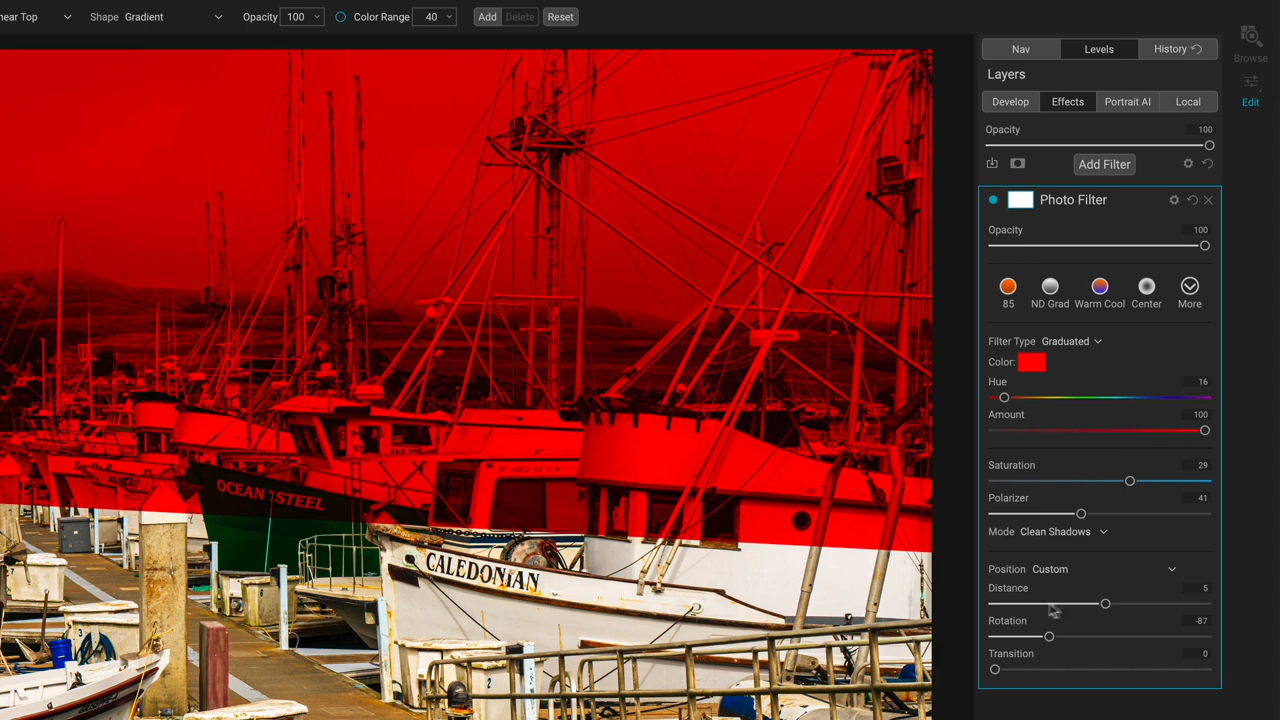 near Top Shape Gradient Opacity 100 Color Range 40 Add Delete Reset
Nav Levels History
Browse
Layers
Edit
Develop Effects Portrait AI Local
Opacity 100
Add Filter
Photo Filter
Opacity 100
85 ND Grad Warm Cool Center More
Filter Type Graduated
Color:
Hue 16
Amount 100
Saturation 29
Polarizer 41
Mode Clean Shadows
Position Custom
Distance 5
Rotation -87
Transition 0
OCEAN STEEL
CALEDONIAN
3
2